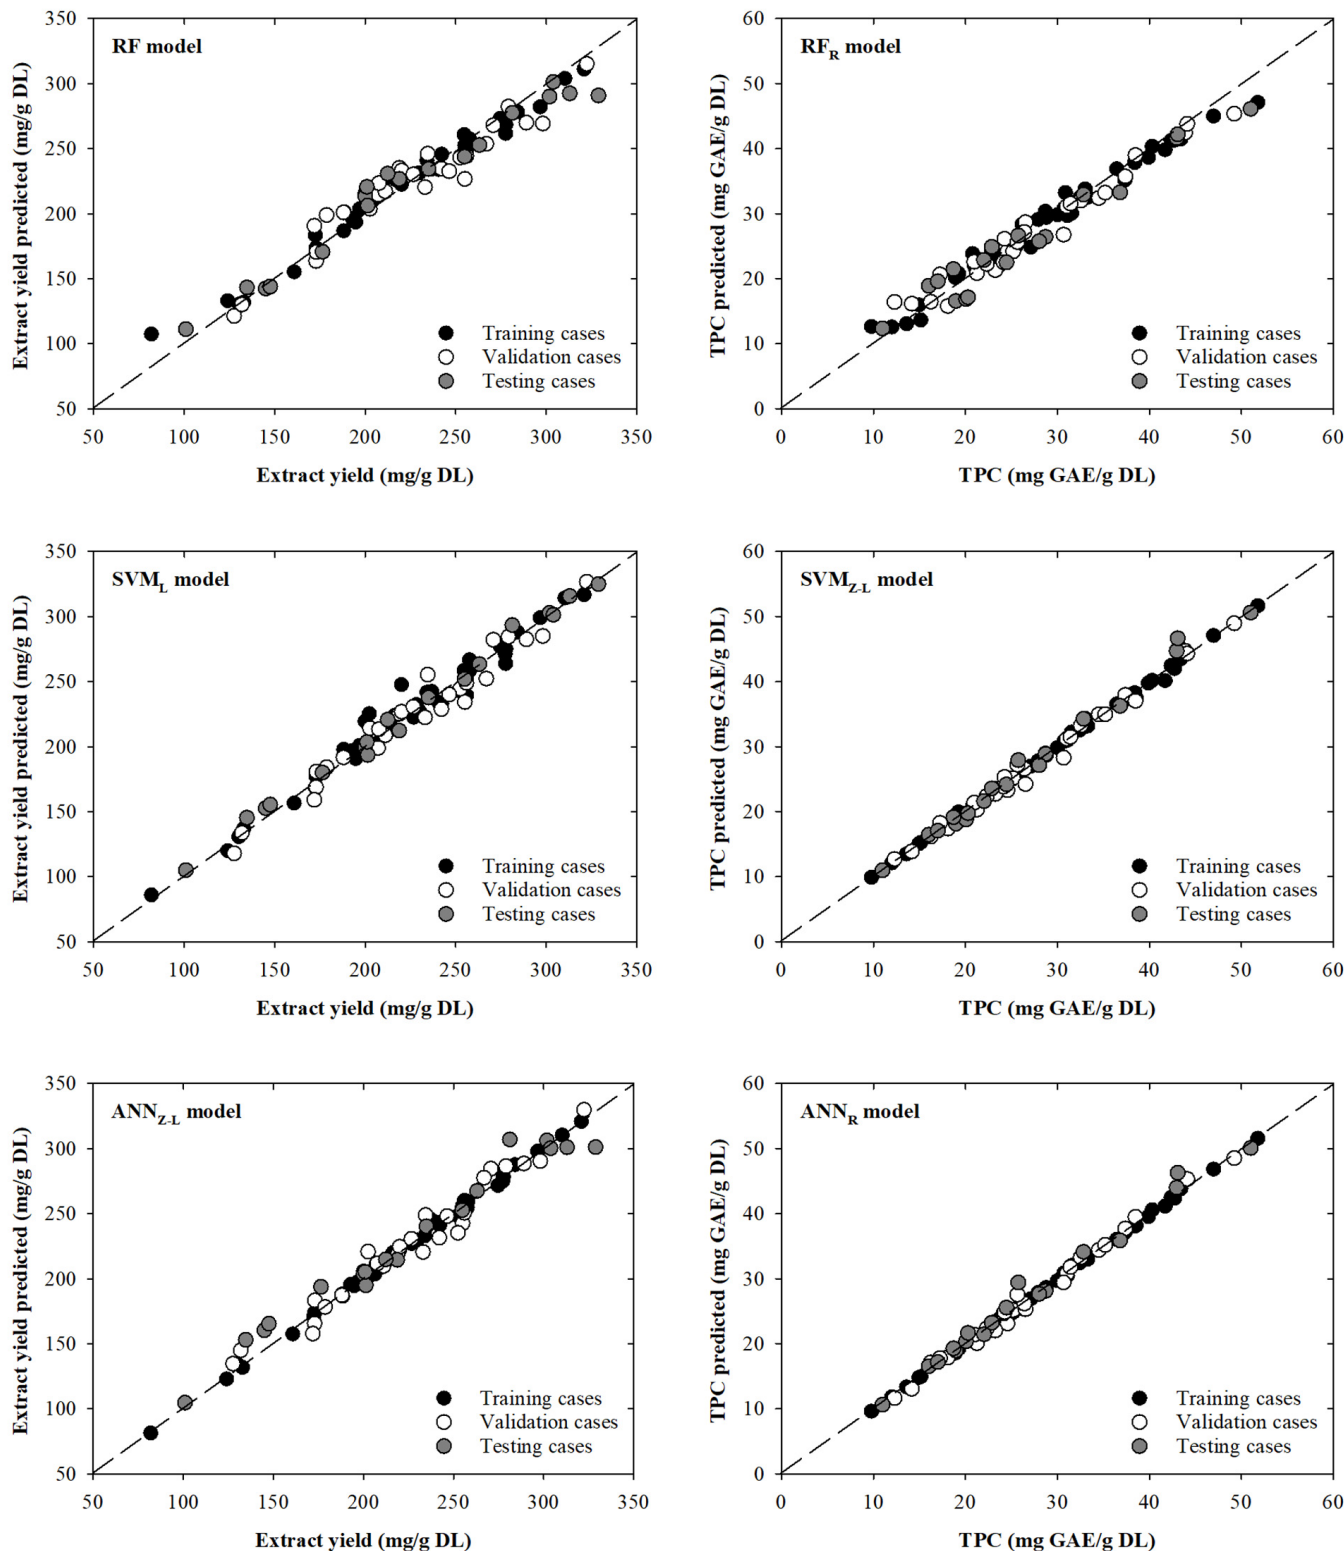 RF model
Extract yield predicted (mg/g DL)
350
300
250
200
150
100
50
Training cases
Validation cases
Testing cases
50 100 150 200 250 300 350
Extract yield (mg/g DL)
RF_R model
TPC predicted (mg GAE/g DL)
60
50
40
30
20
10
0
Training cases
Validation cases
Testing cases
0 10 20 30 40 50 60
TPC (mg GAE/g DL)
SVM_L model
Extract yield predicted (mg/g DL)
350
300
250
200
150
100
50
Training cases
Validation cases
Testing cases
50 100 150 200 250 300 350
Extract yield (mg/g DL)
SVM_Z-L model
TPC predicted (mg GAE/g DL)
60
50
40
30
20
10
0
Training cases
Validation cases
Testing cases
0 10 20 30 40 50 60
TPC (mg GAE/g DL)
ANN_Z-L model
Extract yield predicted (mg/g DL)
350
300
250
200
150
100
50
Training cases
Validation cases
Testing cases
50 100 150 200 250 300 350
Extract yield (mg/g DL)
ANN_R model
TPC predicted (mg GAE/g DL)
60
50
40
30
20
10
0
Training cases
Validation cases
Testing cases
0 10 20 30 40 50 60
TPC (mg GAE/g DL)